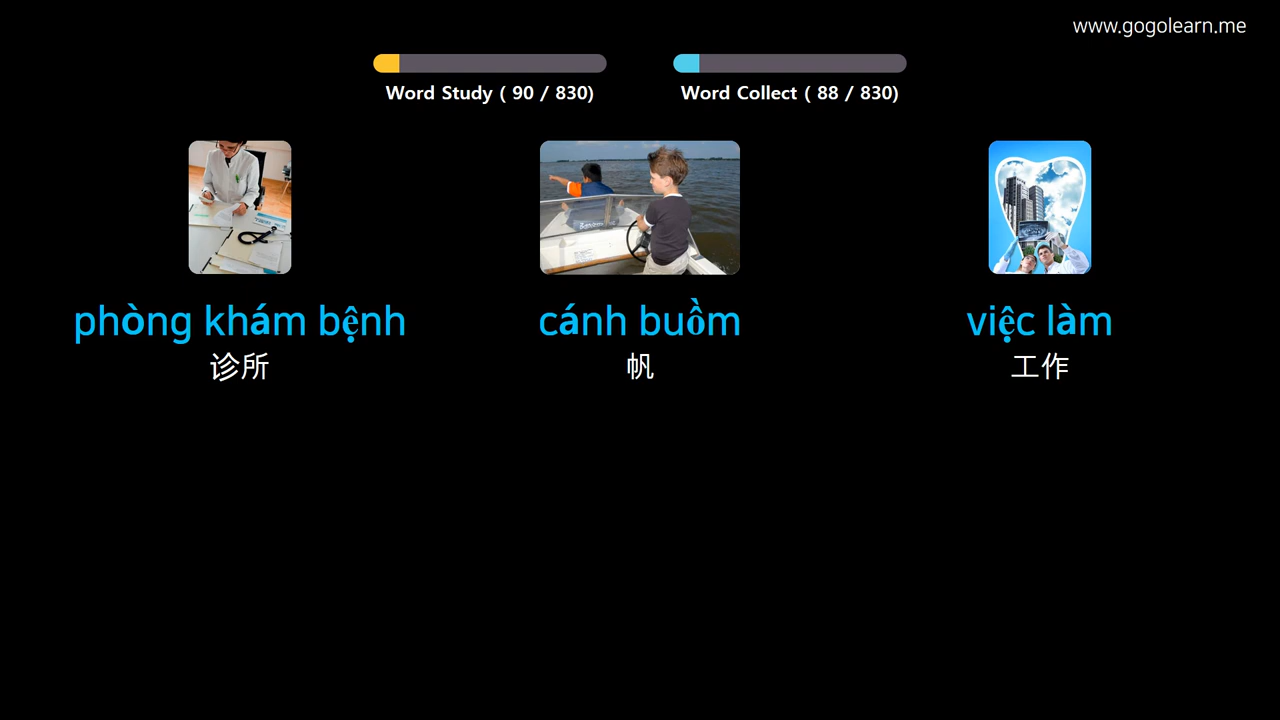 www.gogolearn.me
Word Study ( 90 / 830)
Word Collect ( 88 / 830)
phòng khám bệnh
诊所
cánh buồm
帆
việc làm
工作